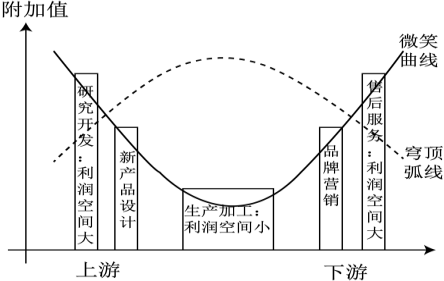 附加值
微笑
曲线
研究开发：利润空间大
新产品设计
生产加工：
利润空间小
品牌营销
售后服务：利润空间大
穹顶
弧线
上游
下游